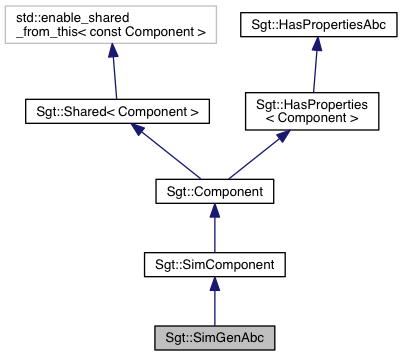 std::enable_shared
_from_this< const Component >
Sgt::HasPropertiesAbc
Sgt::Shared< Component >
Sgt::HasProperties
< Component >
Sgt::Component
Sgt::SimComponent
Sgt::SimGenAbc